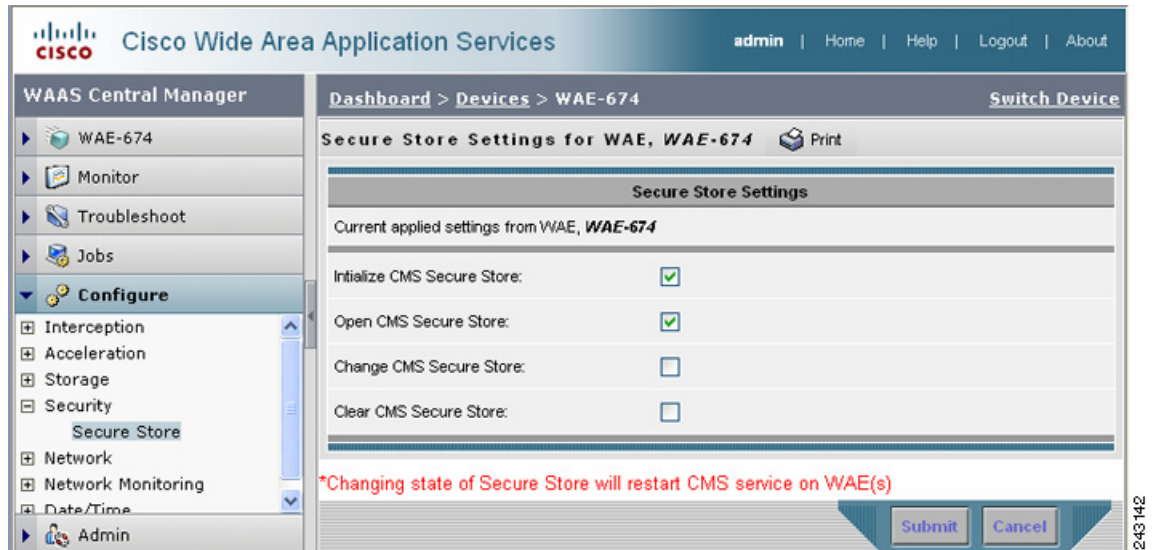 cisco Cisco Wide Area Application Services
admin | Home | Help | Logout | About
WAAS Central Manager
WAE-674
Monitor
Troubleshoot
Jobs
Configure
Interception
Acceleration
Storage
Security
Secure Store
Network
Network Monitoring
Date/Time
Admin
Dashboard > Devices > WAE-674
Switch Device
Secure Store Settings for WAE, WAE-674 Print
Secure Store Settings
Current applied settings from WAE, WAE-674
Intialize CMS Secure Store:
Open CMS Secure Store:
Change CMS Secure Store:
Clear CMS Secure Store:
*Changing state of Secure Store will restart CMS service on WAE(s)
Submit Cancel
243142